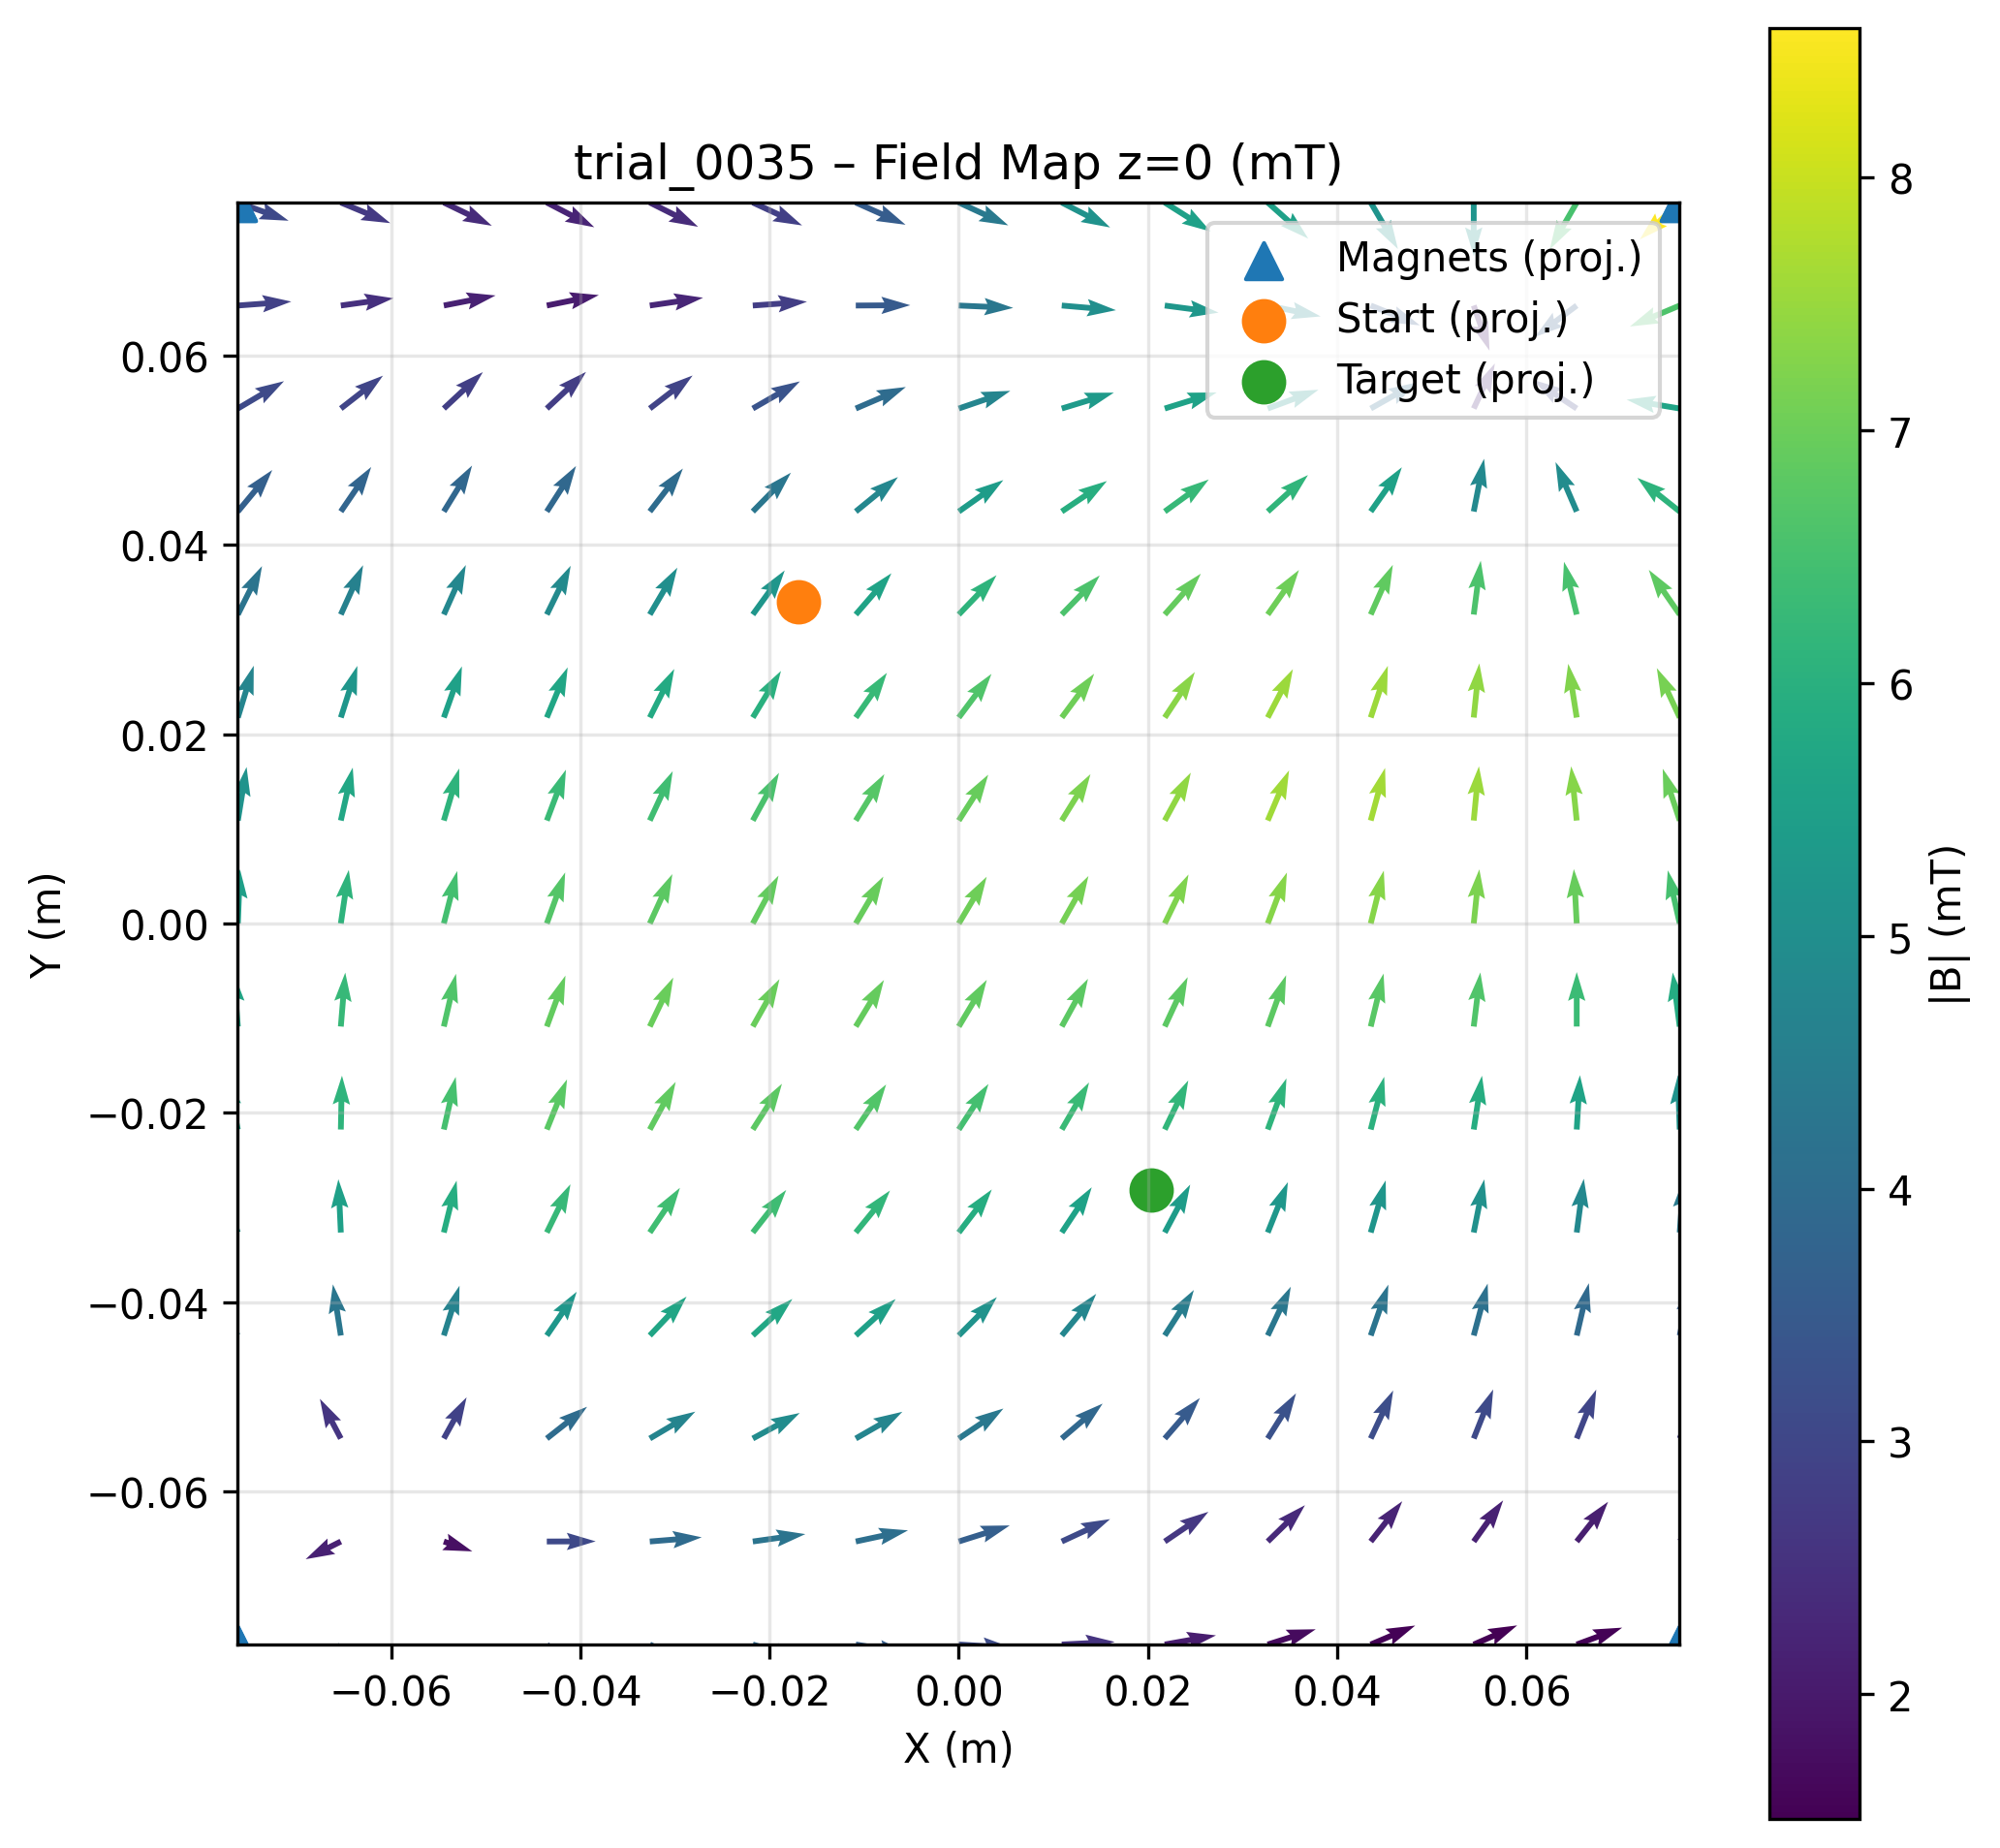 trial_0035 – Field Map z=0 (mT)
Magnets (proj.)
Start (proj.)
Target (proj.)
0.06
0.04
0.02
0.00
−0.02
−0.04
−0.06
Y (m)
−0.06 −0.04 −0.02 0.00 0.02 0.04 0.06
X (m)
8
7
6
5
4
3
2
|B| (mT)